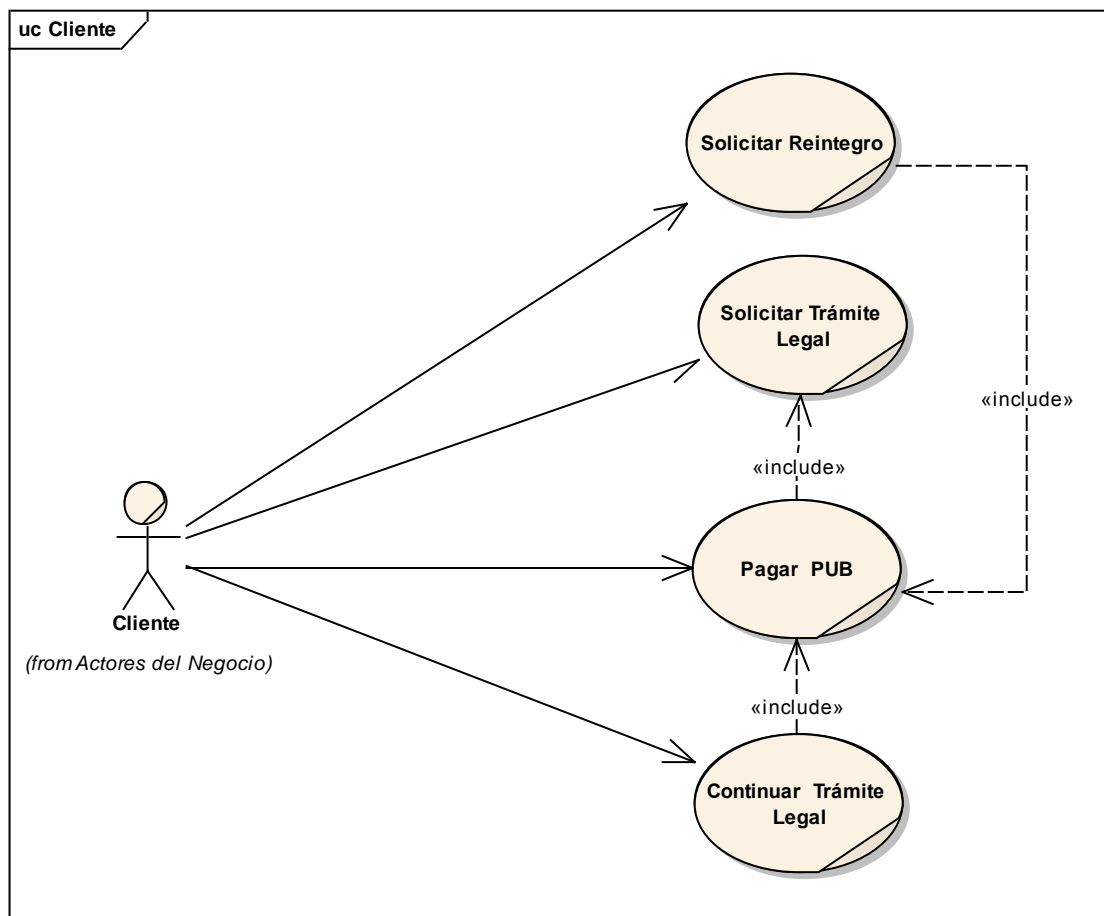 uc Cliente
Solicitar Reintegro
Solicitar Trámite
Legal
«include»
«include»
Pagar PUB
«include»
Continuar Trámite
Legal
Cliente
(from Actores del Negocio)